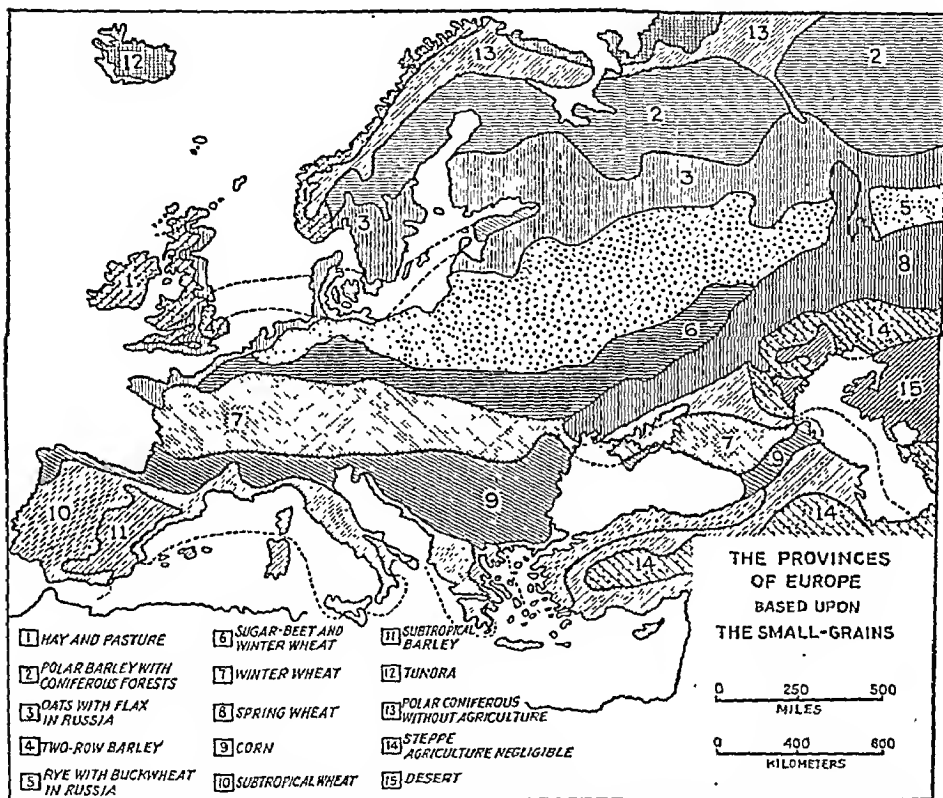 13
12
13
2
2
3
5
3
1
8
6
14
15
7
7
9
9
10
11
14
14
THE PROVINCES
OF EUROPE
BASED UPON
THE SMALL-GRAINS
0 250 500
MILES
0 400 800
KILOMETERS
1 HAY AND PASTURE
2 POLAR BARLEY WITH
CONIFEROUS FORESTS
3 OATS WITH FLAX
IN RUSSIA
4 TWO-ROW BARLEY
5 RYE WITH BUCKWHEAT
IN RUSSIA
6 SUGAR-BEET AND
WINTER WHEAT
7 WINTER WHEAT
8 SPRING WHEAT
9 CORN
10 SUBTROPICAL WHEAT
11 SUBTROPICAL
BARLEY
12 TUNDRA
13 POLAR CONIFEROUS
WITHOUT AGRICULTURE
14 STEPPE
AGRICULTURE NEGLIGIBLE
15 DESERT